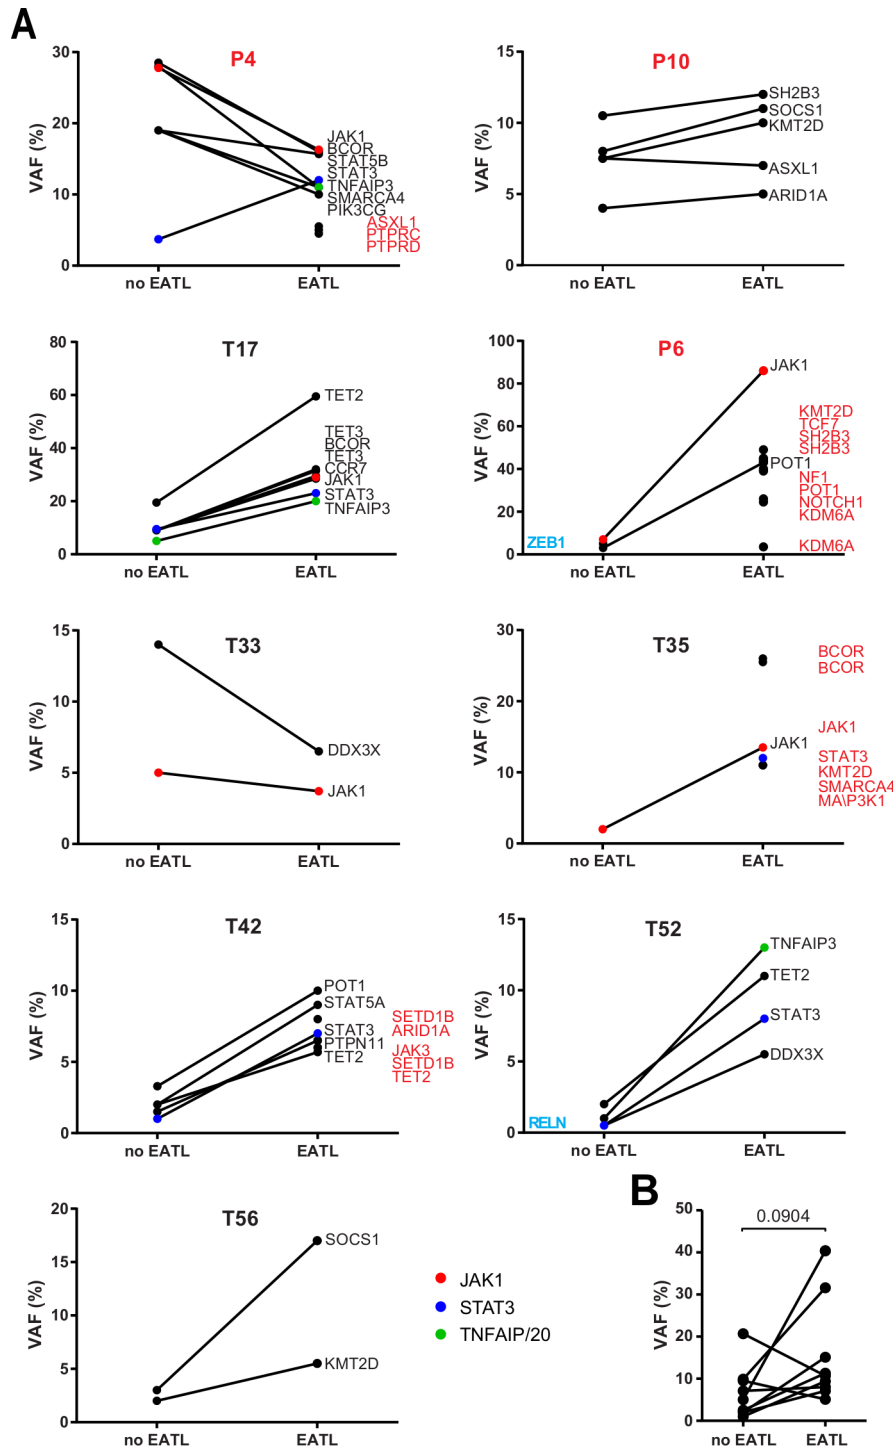 A
P4
VAF (%)
30
20
10
0
JAK1
BCOR
STAT5B
STAT3
TNFAIP3
SMARCA4
PIK3CG
ASXL1
PTPRC
PTPRD
no EATL EATL
P10
VAF (%)
15
10
5
0
SH2B3
SOCS1
KMT2D
ASXL1
ARID1A
no EATL EATL
T17
VAF (%)
80
60
40
20
0
TET2
TET3
BCOR
TET3
CCR7
JAK1
STAT3
TNFAIP3
no EATL EATL
P6
VAF (%)
100
80
60
40
20
0
JAK1
KMT2D
TCF7
SH2B3
SH2B3
POT1
NF1
POT1
NOTCH1
KDM6A
KDM6A
ZEB1
no EATL EATL
T33
VAF (%)
15
10
5
0
DDX3X
JAK1
no EATL EATL
T35
VAF (%)
30
20
10
0
BCOR
BCOR
JAK1
JAK1
STAT3
KMT2D
SMARCA4
MA\P3K1
no EATL EATL
T42
VAF (%)
15
10
5
0
POT1
STAT5A
STAT3
PTPN11
TET2
SETD1B
ARID1A
JAK3
SETD1B
TET2
no EATL EATL
T52
VAF (%)
15
10
5
0
TNFAIP3
TET2
STAT3
DDX3X
RELN
no EATL EATL
T56
VAF (%)
20
15
10
5
0
SOCS1
KMT2D
no EATL EATL
JAK1
STAT3
TNFAIP/20
B
VAF (%)
50
40
30
20
10
0
0.0904
no EATL EATL